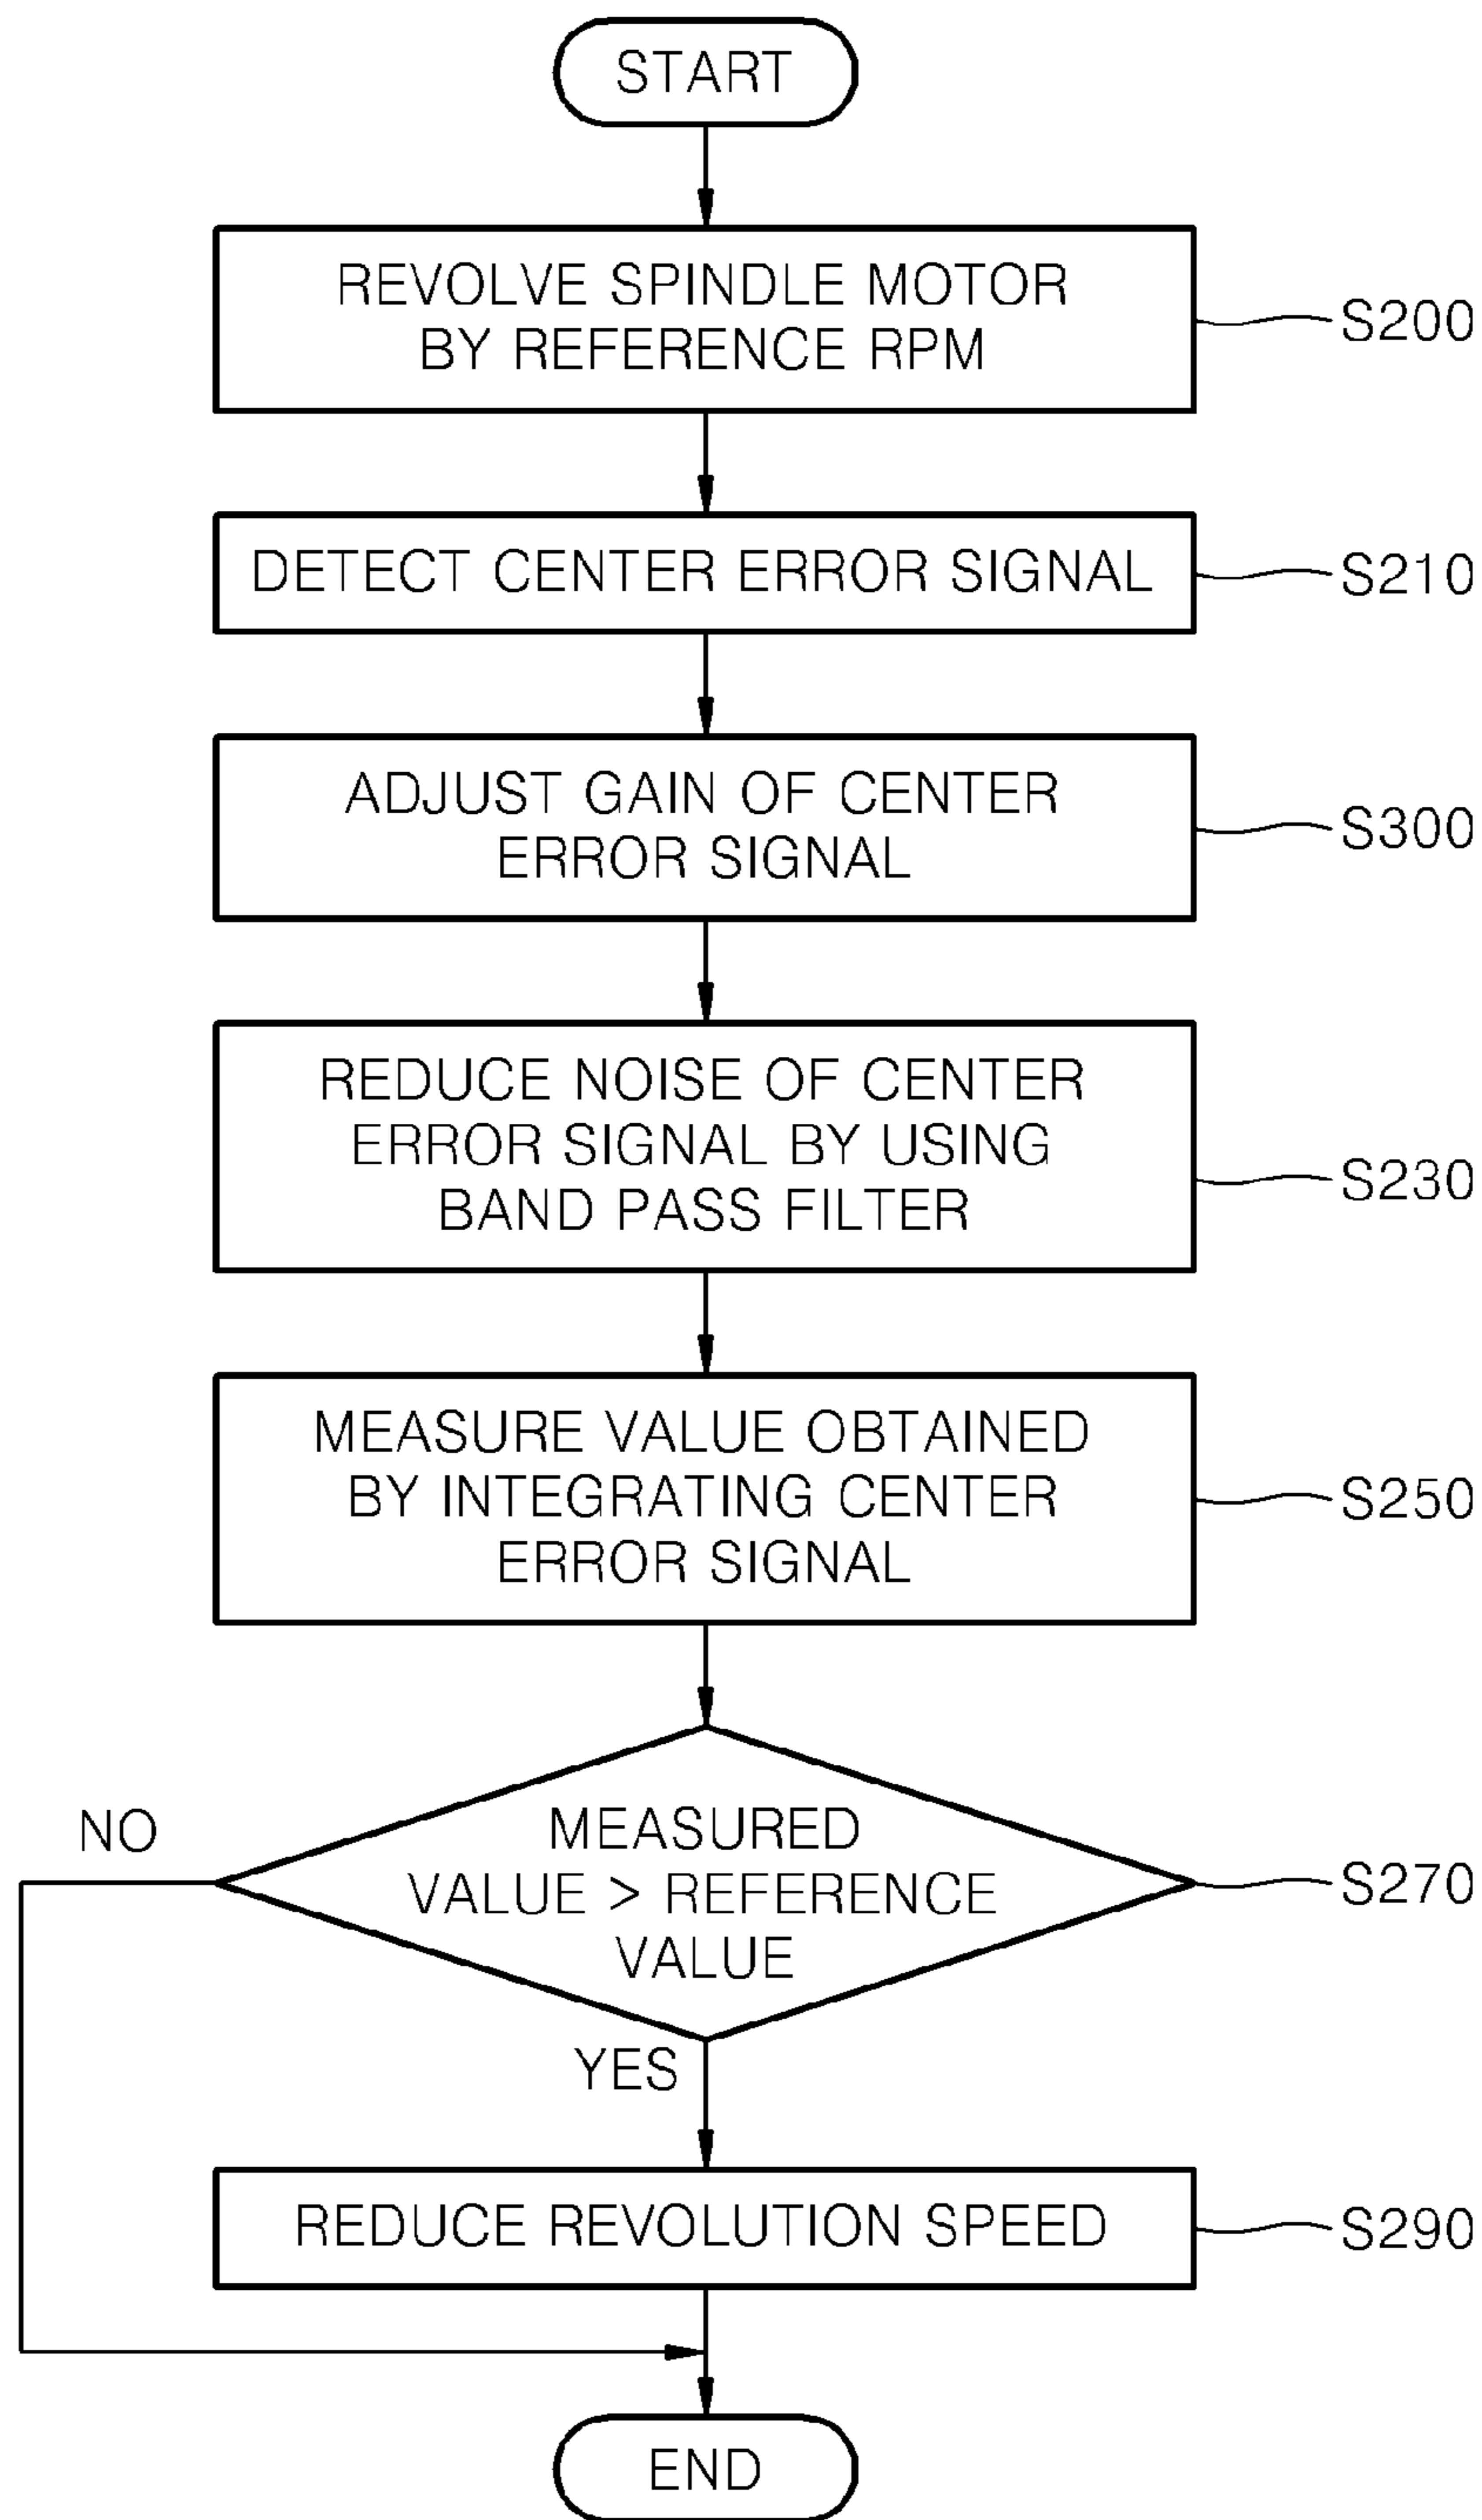 START
REVOLVE SPINDLE MOTOR
BY REFERENCE RPM
S200
DETECT CENTER ERROR SIGNAL
S210
ADJUST GAIN OF CENTER
ERROR SIGNAL
S300
REDUCE NOISE OF CENTER
ERROR SIGNAL BY USING
BAND PASS FILTER
S230
MEASURE VALUE OBTAINED
BY INTEGRATING CENTER
ERROR SIGNAL
S250
NO
MEASURED
VALUE > REFERENCE
VALUE
S270
YES
REDUCE REVOLUTION SPEED
S290
END